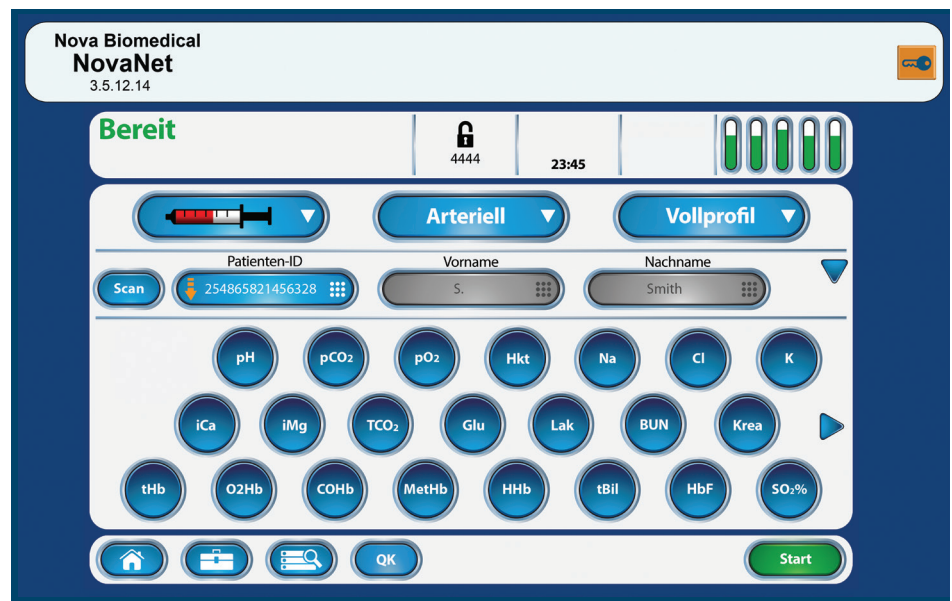 Nova Biomedical
NovaNet
3.5.12.14
Bereit
4444
23:45
Arteriell
Vollprofil
Patienten-ID
Vorname
Nachname
Scan
254865821456328
S.
Smith
pH
pCO₂
pO₂
Hkt
Na
Cl
K
iCa
iMg
TCO₂
Glu
Lak
BUN
Krea
tHb
O2Hb
COHb
MetHb
HHb
tBil
HbF
SO₂%
QK
Start